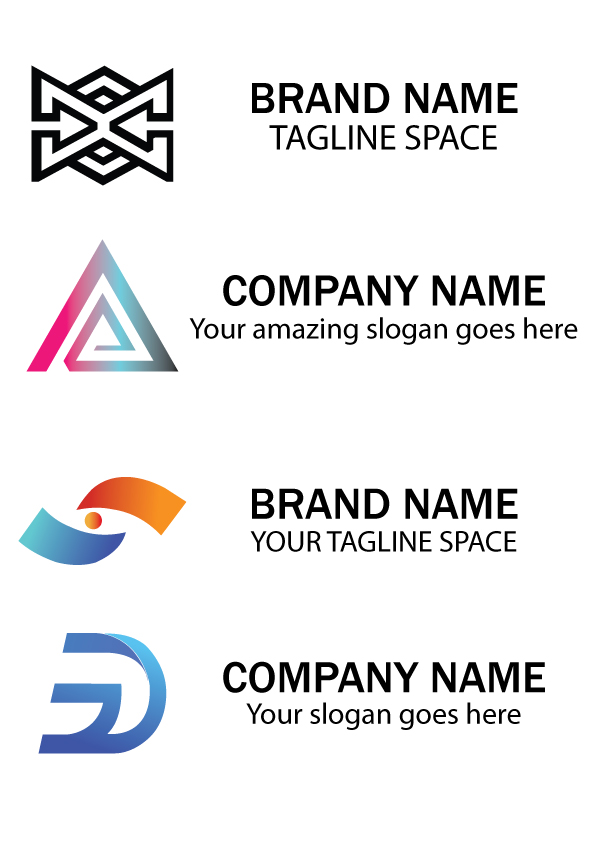 BRAND NAME
TAGLINE SPACE
COMPANY NAME
Your amazing slogan goes here
BRAND NAME
YOUR TAGLINE SPACE
COMPANY NAME
Your slogan goes here